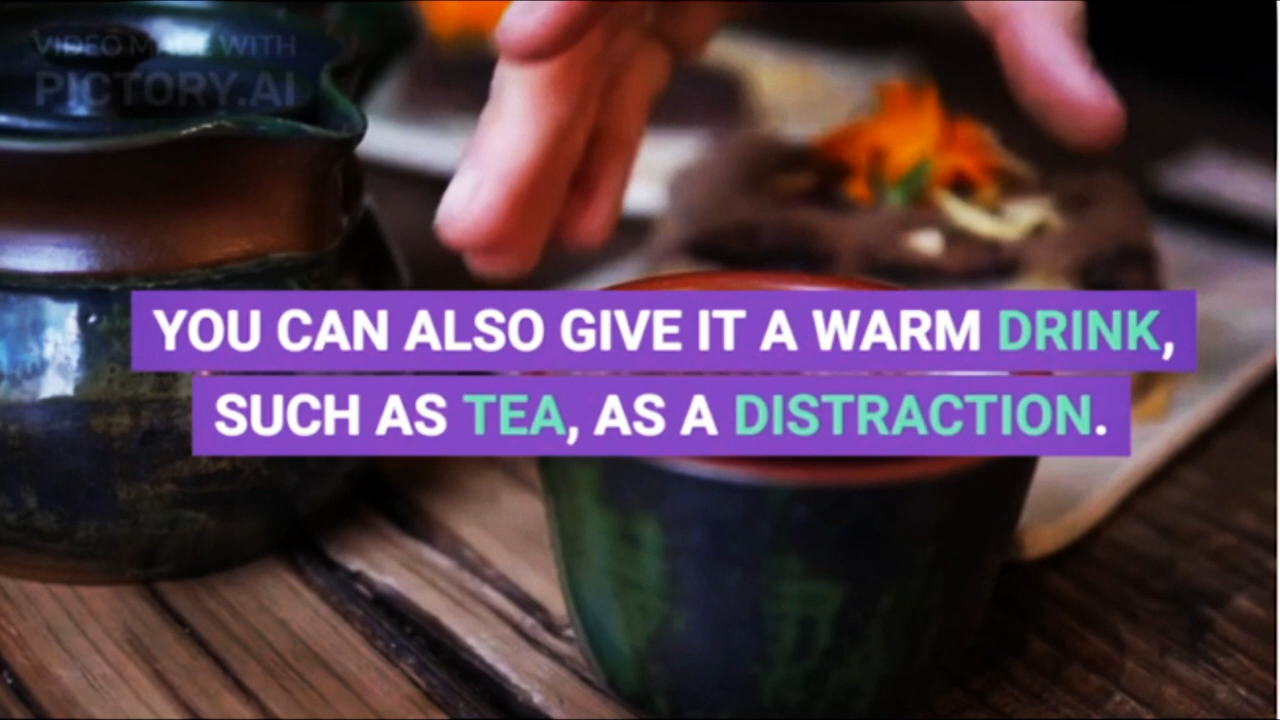 VIDEO MADE WITH
PICTORY.AI
YOU CAN ALSO GIVE IT A WARM DRINK,
SUCH AS TEA, AS A DISTRACTION.